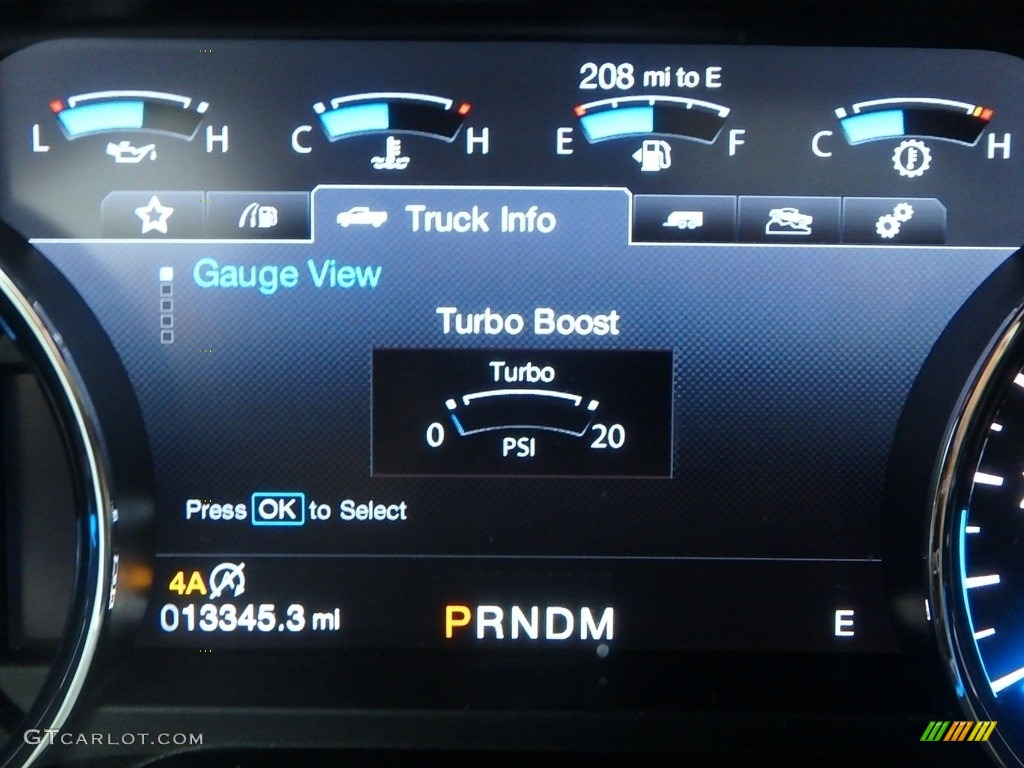 208 mi to E
L H C H E F C H
Truck Info
Gauge View
Turbo Boost
Turbo
0 20
PSI
Press OK to Select
4A
013345.3 mi PRNDM E
GTCARLOT.COM